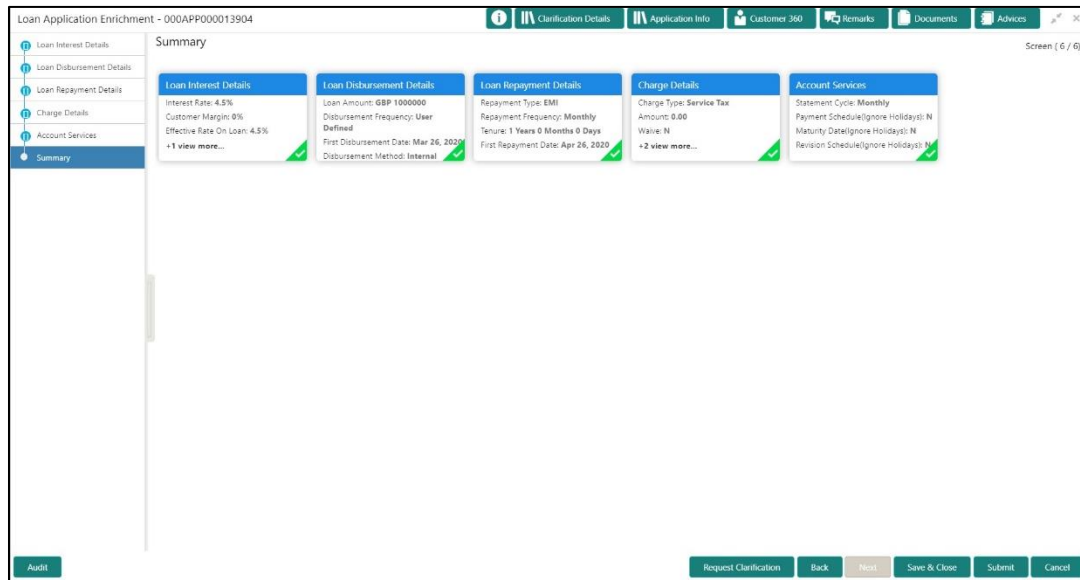 Loan Application Enrichment - 000APP000013904
Clarification Details
Application Info
Customer 360
Remarks
Documents
Advices
Loan Interest Details
Loan Disbursement Details
Loan Repayment Details
Charge Details
Account Services
Summary
Summary
Screen ( 6 / 6)
Loan Interest Details
Interest Rate: 4.5%
Customer Margin: 0%
Effective Rate On Loan: 4.5%
+1 view more...
Loan Disbursement Details
Loan Amount: GBP 1000000
Disbursement Frequency: User
Defined
First Disbursement Date: Mar 26, 2020
Disbursement Method: Internal
Loan Repayment Details
Repayment Type: EMI
Repayment Frequency: Monthly
Tenure: 1 Years 0 Months 0 Days
First Repayment Date: Apr 26, 2020
Charge Details
Charge Type: Service Tax
Amount: 0.00
Waive: N
+2 view more...
Account Services
Statement Cycle: Monthly
Payment Schedule(Ignore Holidays): N
Maturity Date(Ignore Holidays): N
Revision Schedule(Ignore Holidays): N
Audit
Request Clarification
Back
Next
Save & Close
Submit
Cancel